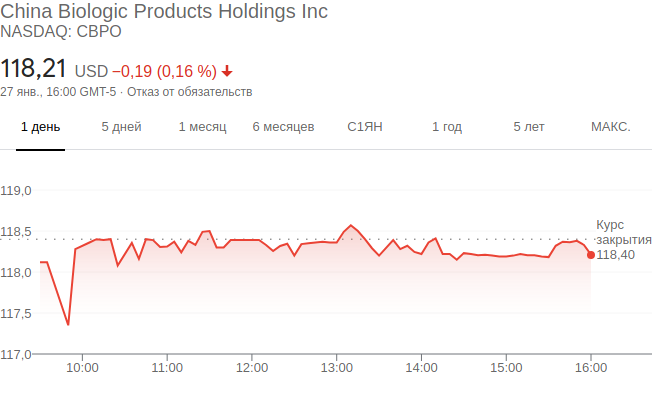 China Biologic Products Holdings Inc
NASDAQ: CBPO
118,21 USD −0,19 (0,16 %)
27 янв., 16:00 GMT-5 · Отказ от обязательств
1 день 5 дней 1 месяц 6 месяцев С1ЯН 1 год 5 лет МАКС.
119,0
118,5
118,0
117,5
117,0
Курс
закрытия
118,40
10:00 11:00 12:00 13:00 14:00 15:00 16:00